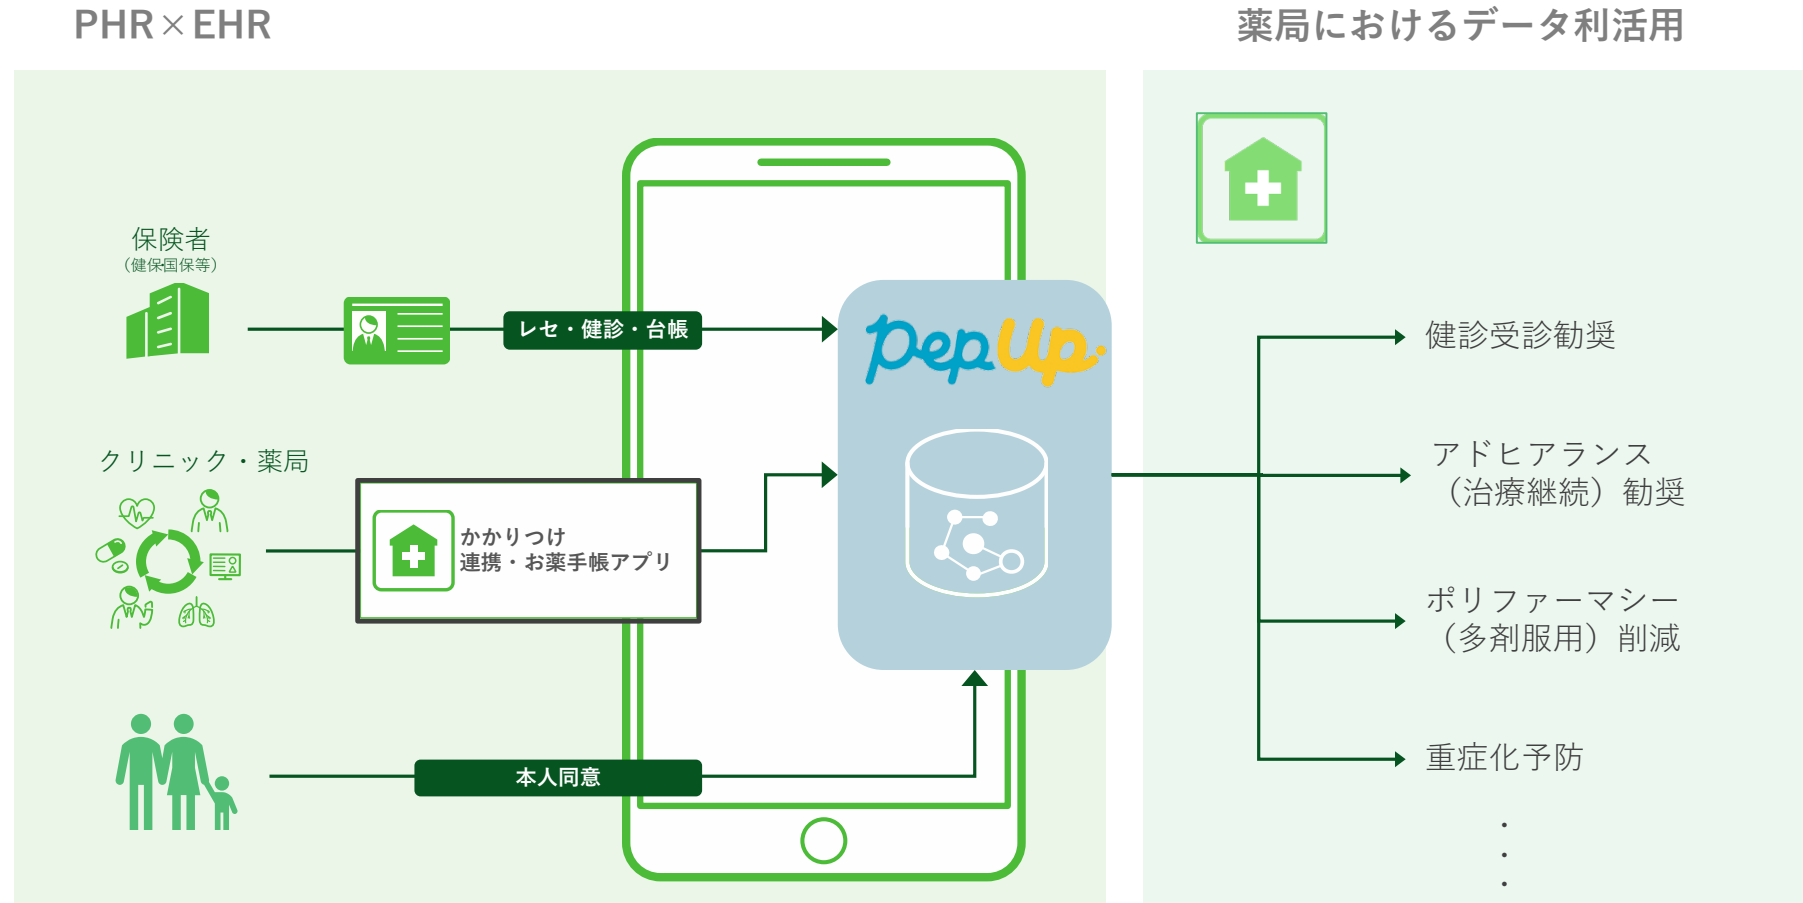 PHR×EHR
薬局におけるデータ利活用
保険者
（健保国保等）
レセ・健診・台帳
pepUp
クリニック・薬局
かかりつけ
連携・お薬手帳アプリ
本人同意
健診受診勧奨
アドヒアランス
（治療継続）勧奨
ポリファーマシー
（多剤服用）削減
重症化予防
・
・
・